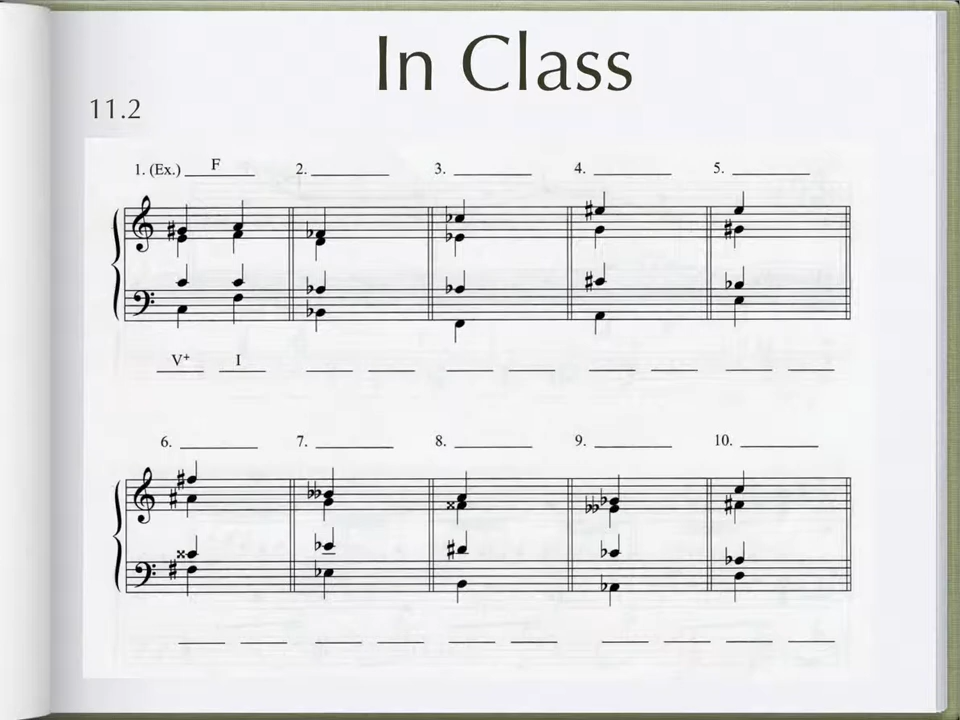 In Class
11.2
1. (Ex.) F 2. 3. 4. 5.
V+ I
6. 7. 8. 9. 10.